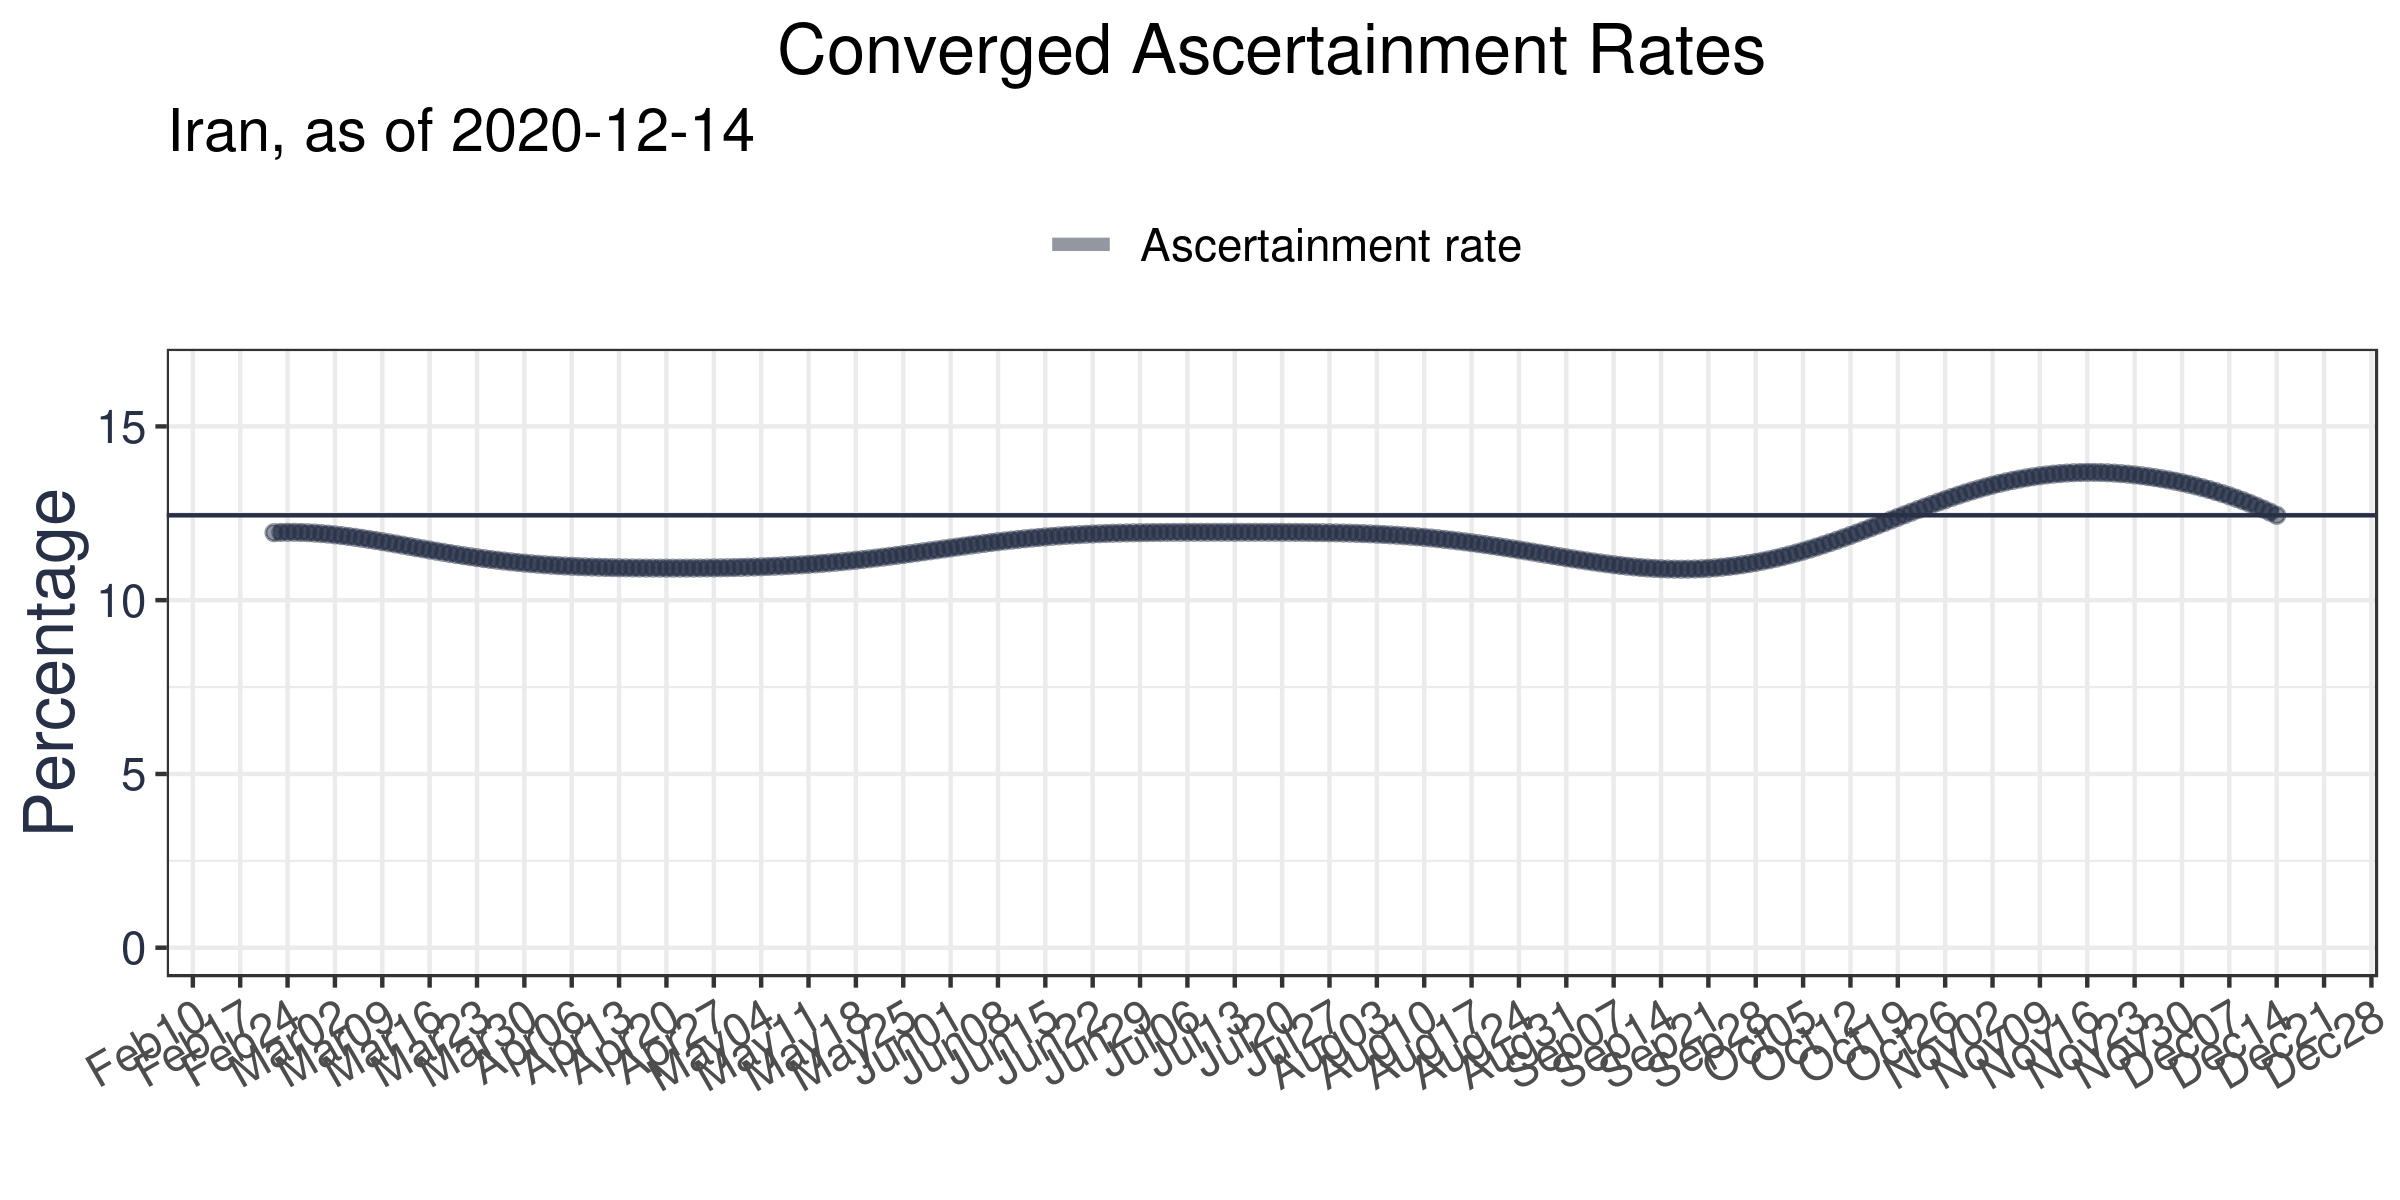 Converged Ascertainment Rates
Iran, as of 2020-12-14
Ascertainment rate
Percentage
15
10
5
0
Feb10
Feb17
Feb24
Mar02
Mar09
Mar16
Mar23
Mar30
Apr06
Apr13
Apr20
Apr27
May04
May11
May18
May25
Jun01
Jun08
Jun15
Jun22
Jun29
Jul06
Jul13
Jul20
Jul27
Aug03
Aug10
Aug17
Aug24
Aug31
Sep07
Sep14
Sep21
Sep28
Oct05
Oct12
Oct19
Oct26
Nov02
Nov09
Nov16
Nov23
Nov30
Dec07
Dec14
Dec21
Dec28